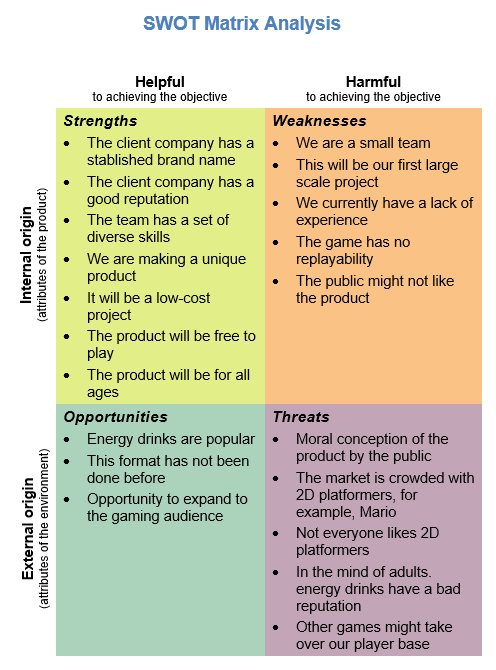 SWOT Matrix Analysis
Helpful
to achieving the objective
Harmful
to achieving the objective
Internal origin
(attributes of the product)
Strengths
• The client company has a
stablished brand name
• The client company has a
good reputation
• The team has a set of
diverse skills
• We are making a unique
product
• It will be a low-cost
project
• The product will be free to
play
• The product will be for all
ages
Weaknesses
• We are a small team
• This will be our first large
scale project
• We currently have a lack of
experience
• The game has no
replayability
• The public might not like
the product
External origin
(attributes of the environment)
Opportunities
• Energy drinks are popular
• This format has not been
done before
• Opportunity to expand to
the gaming audience
Threats
• Moral conception of the
product by the public
• The market is crowded with
2D platformers, for
example, Mario
• Not everyone likes 2D
platformers
• In the mind of adults.
energy drinks have a bad
reputation
• Other games might take
over our player base